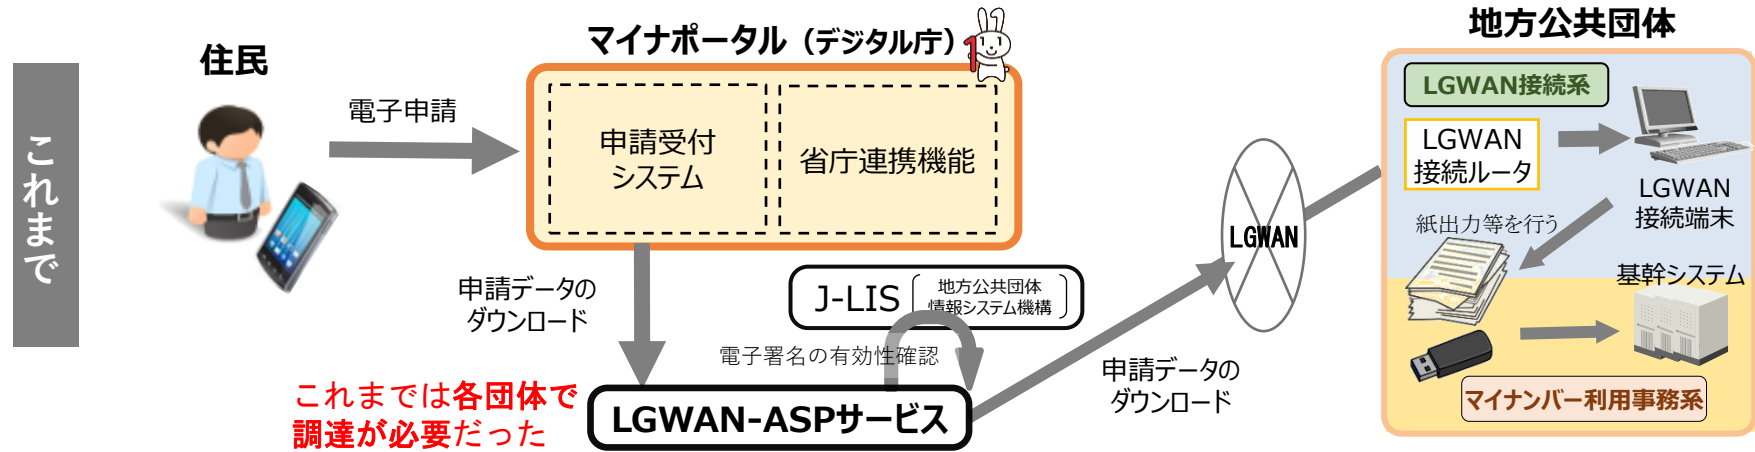 これまで
住民
電子申請
マイナポータル（デジタル庁）
1
申請受付
システム
省庁連携機能
申請データの
ダウンロード
J-LIS
地方公共団体
情報システム機構
電子署名の有効性確認
これまでは各団体で
調達が必要だった
LGWAN-ASPサービス
申請データの
ダウンロード
LGWAN
地方公共団体
LGWAN接続系
LGWAN
接続ルータ
LGWAN
接続端末
紙出力等を行う
基幹システム
マイナンバー利用事務系